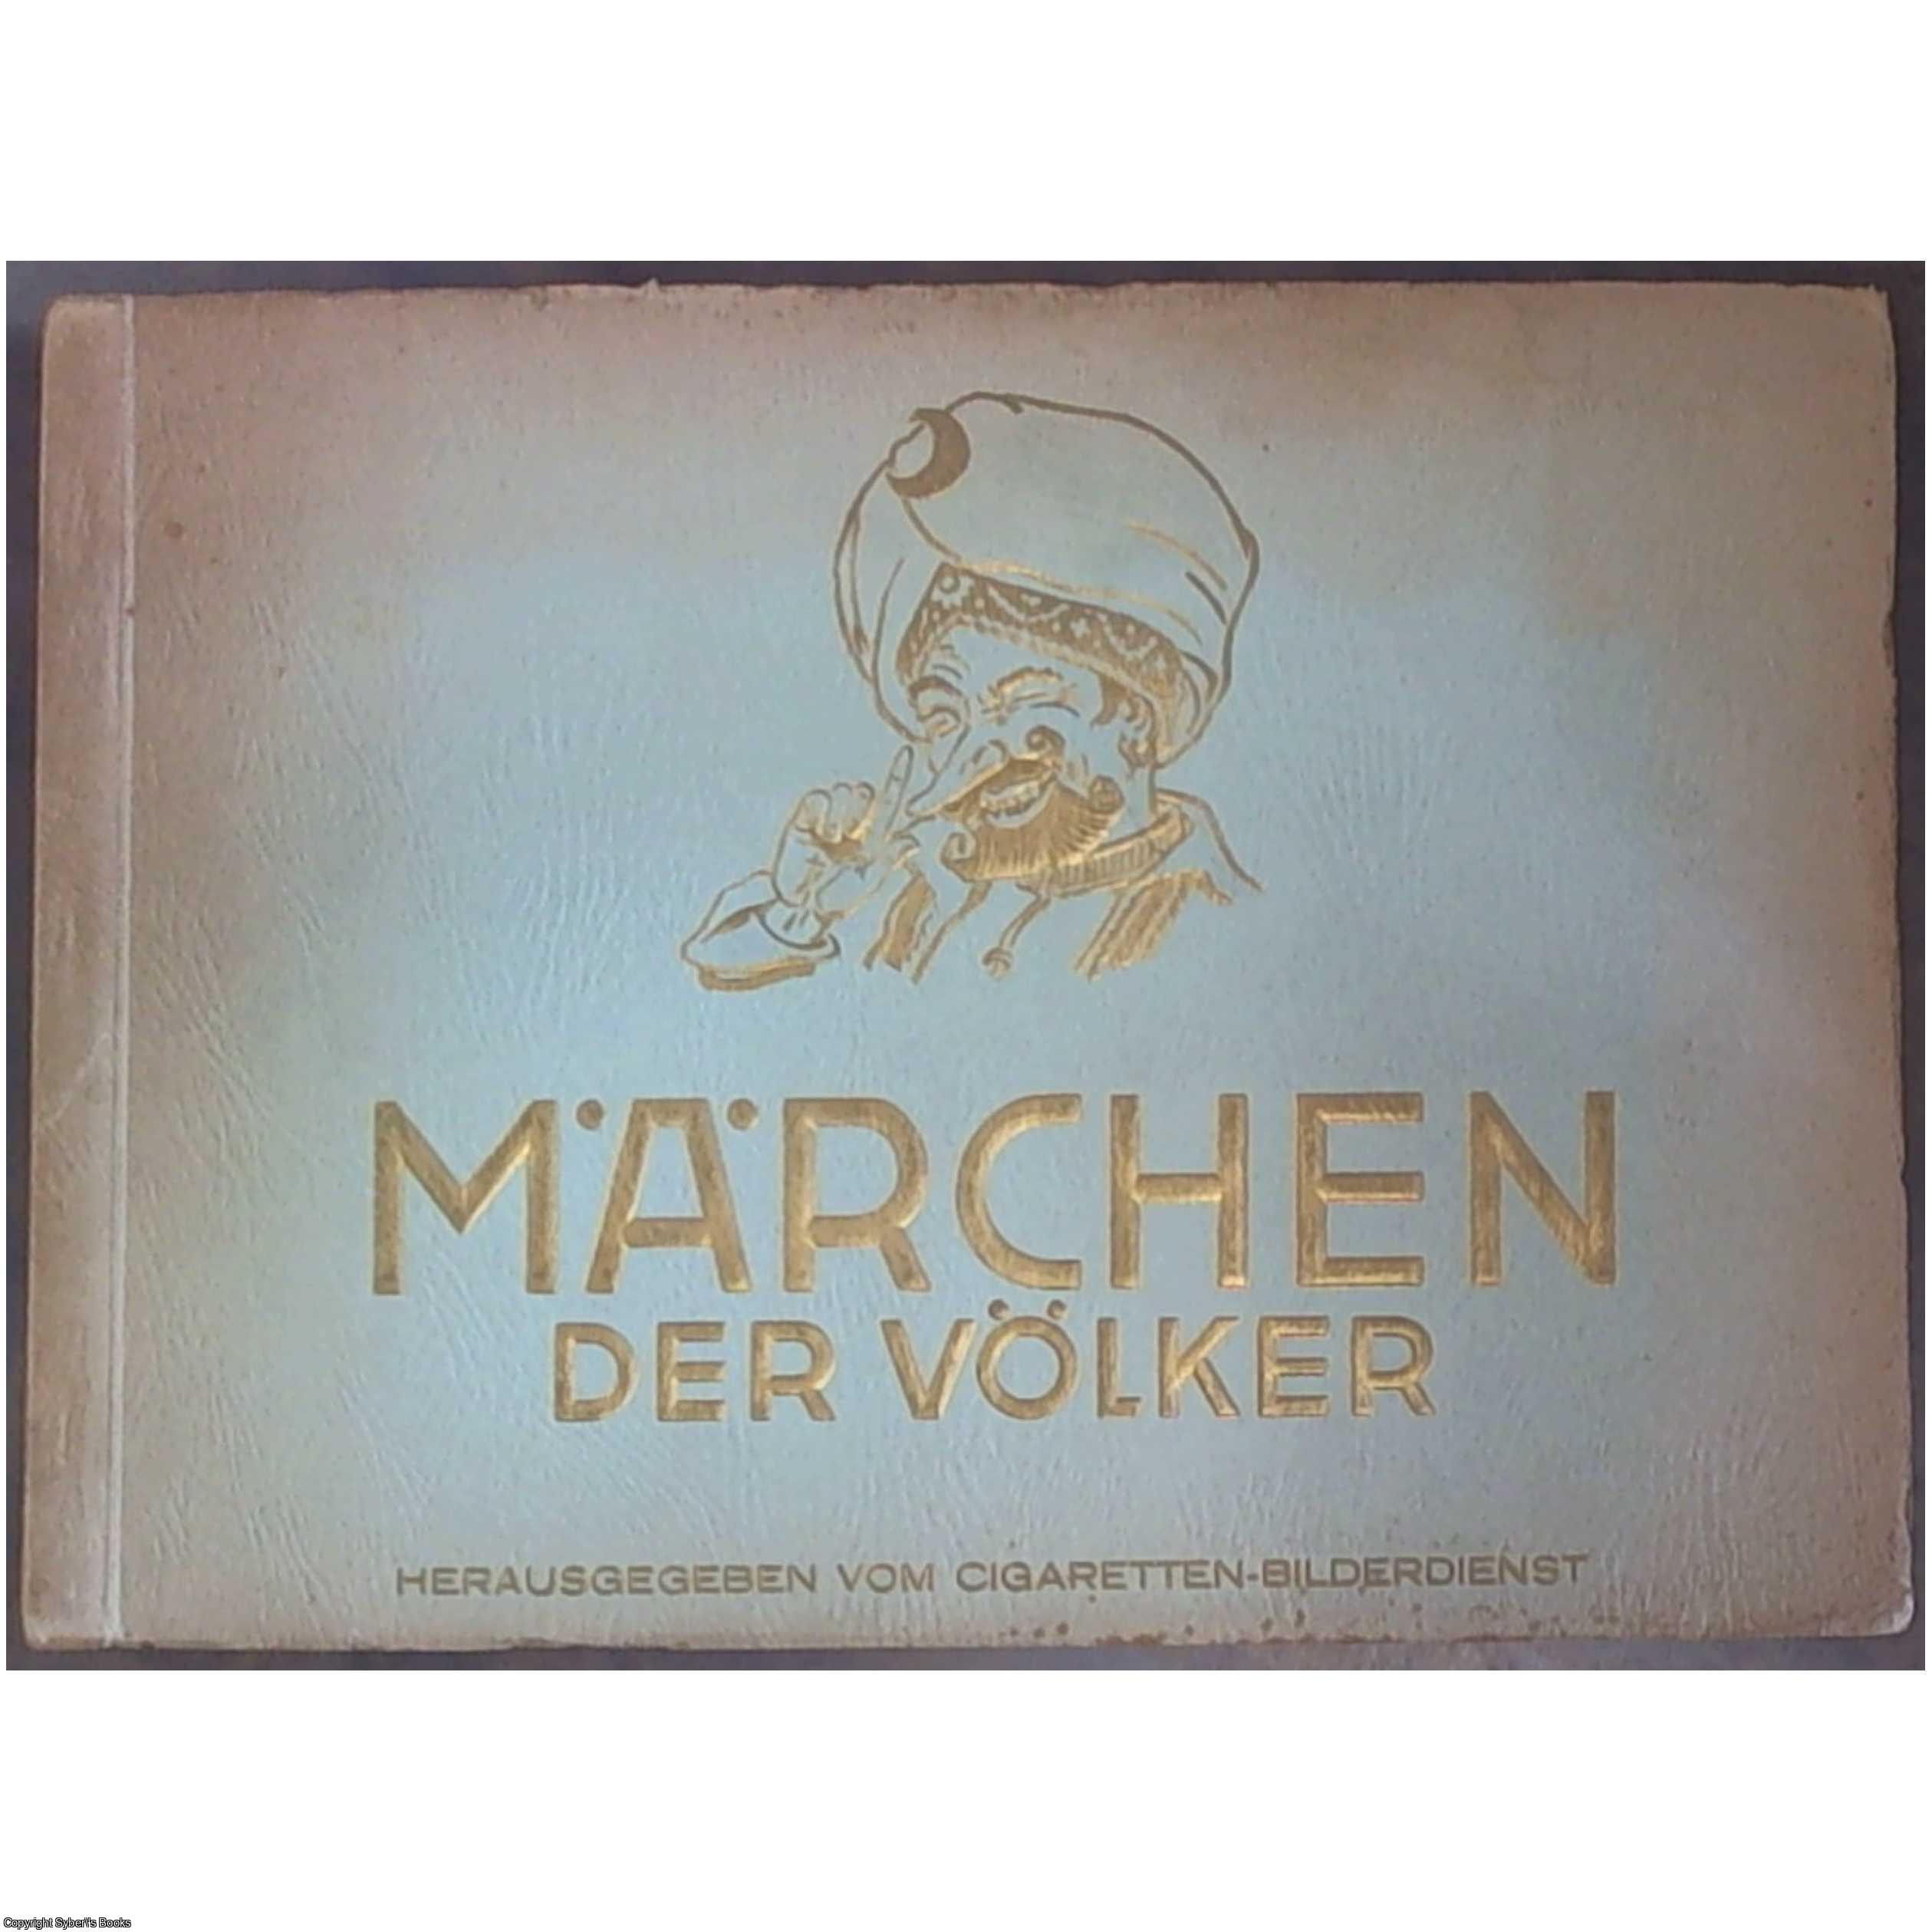 MÄRCHEN
DER VÖLKER
HERAUSGEGEBEN VOM CIGARETTEN-BILDERDIENST
Copyright Syber\'s Books